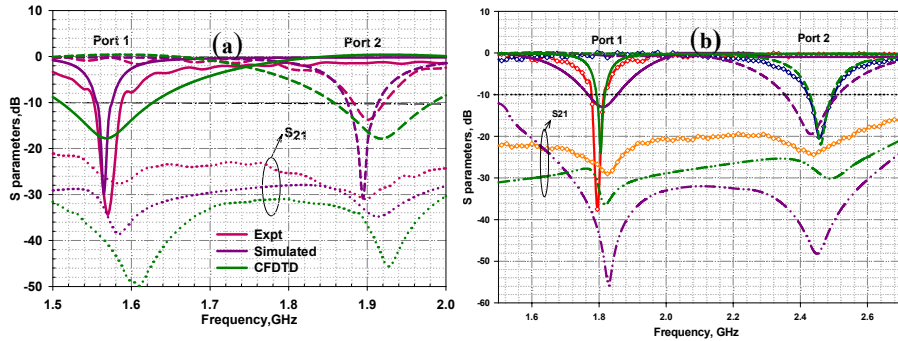 Port 1 (a) Port 2
S parameters,dB
10
0
-10
-20
-30
-40
-50
S21
Expt
Simulated
CFDTD
1.5 1.6 1.7 1.8 1.9 2.0
Frequency,GHz
Port 1 (b) Port 2
S parameters, dB
10
0
-10
-20
-30
-40
-50
-60
S21
1.6 1.8 2.0 2.2 2.4 2.6
Frequency, GHz